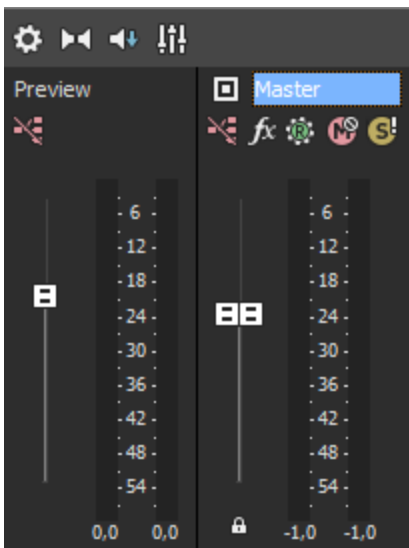 Preview
Master
fx R M S!
- 6 - - 6 -
- 12 - - 12 -
- 18 - - 18 -
- 24 - - 24 -
- 30 - - 30 -
- 36 - - 36 -
- 42 - - 42 -
- 48 - - 48 -
- 54 - - 54 -
0,0 0,0 -1,0 -1,0